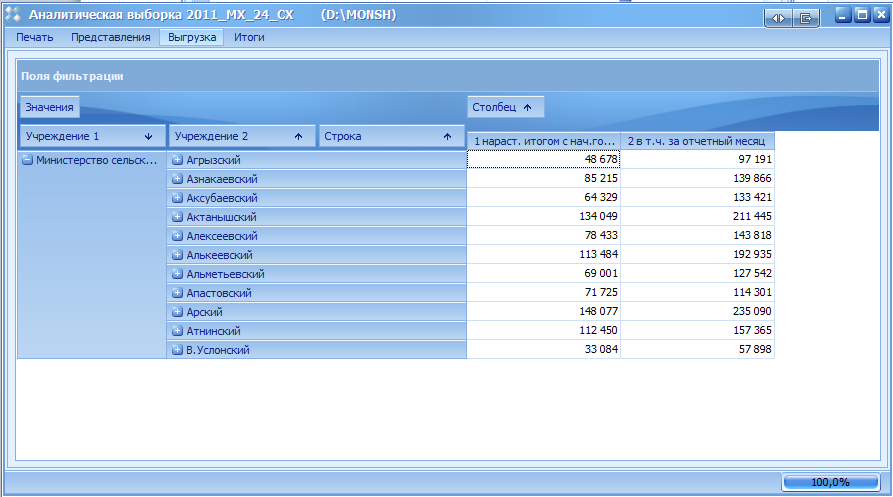 Аналитическая выборка 2011_MX_24_CX (D:\MONSH)
Печать Представления Выгрузка Итоги
Поля фильтрации
Значения Столбец
Учреждение 1 Учреждение 2 Строка 1 нараст. итогом с нач.го... 2 в т.ч. за отчетный месяц
Министерство сельск... Агрызский 48 678 97 191
Азнакаевский 85 215 139 866
Аксубаевский 64 329 133 421
Актанышский 134 049 211 445
Алексеевский 78 433 143 818
Алькеевский 113 484 192 935
Альметьевский 69 001 127 542
Апастовский 71 725 114 301
Арский 148 077 235 090
Атнинский 112 450 157 365
В.Услонский 33 084 57 898
100,0%